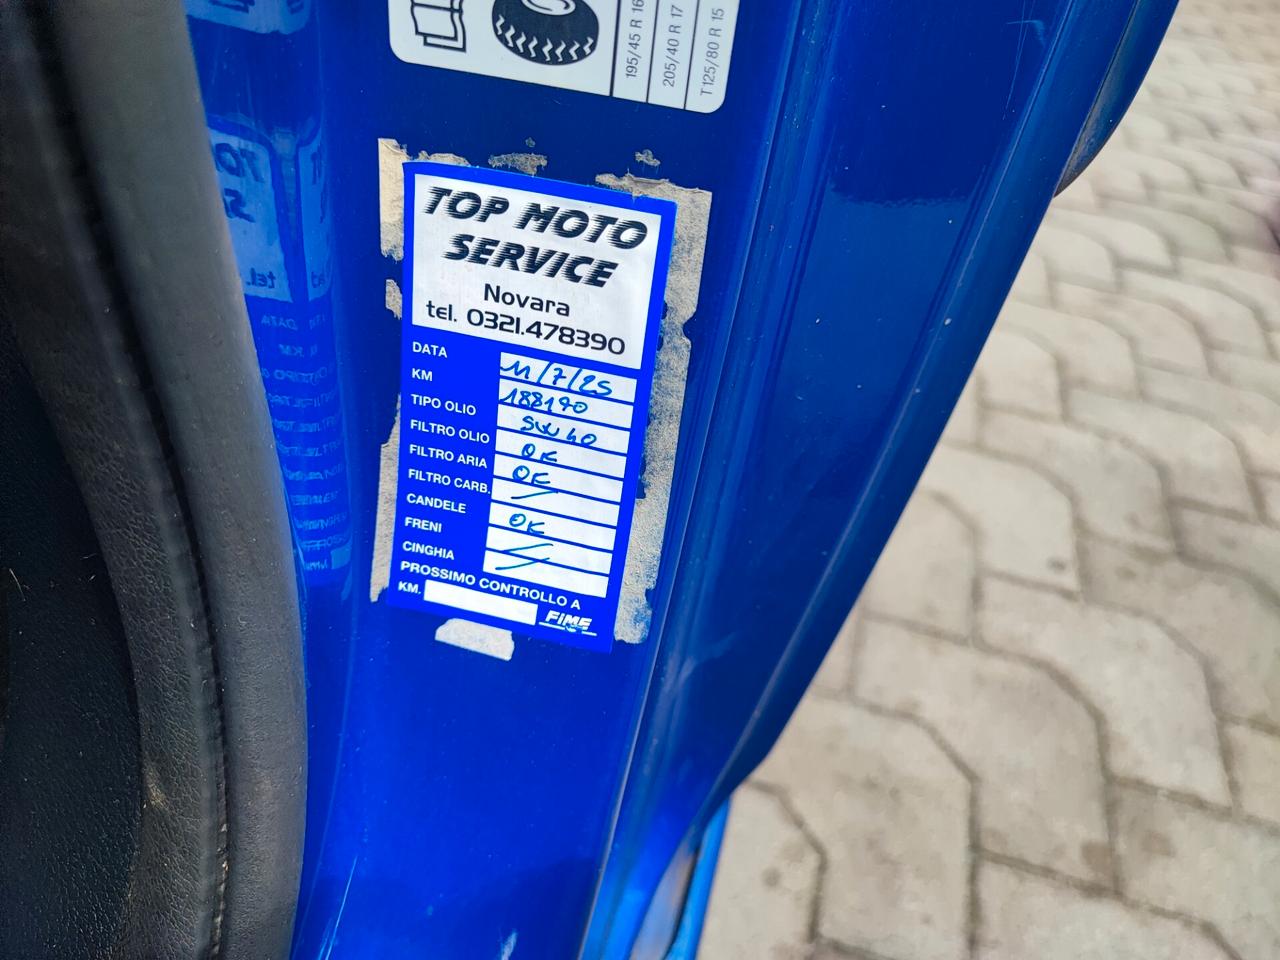 195/45 R 16
205/40 R 17
T125/80 R 15
TOP MOTO
SERVICE
Novara
tel. 0321.478390
DATA 11/7/25
KM 188190
TIPO OLIO 5W40
FILTRO OLIO OK
FILTRO ARIA OK
FILTRO CARB. —
CANDELE OK
FRENI —
CINGHIA —
PROSSIMO CONTROLLO A
KM.
FIME